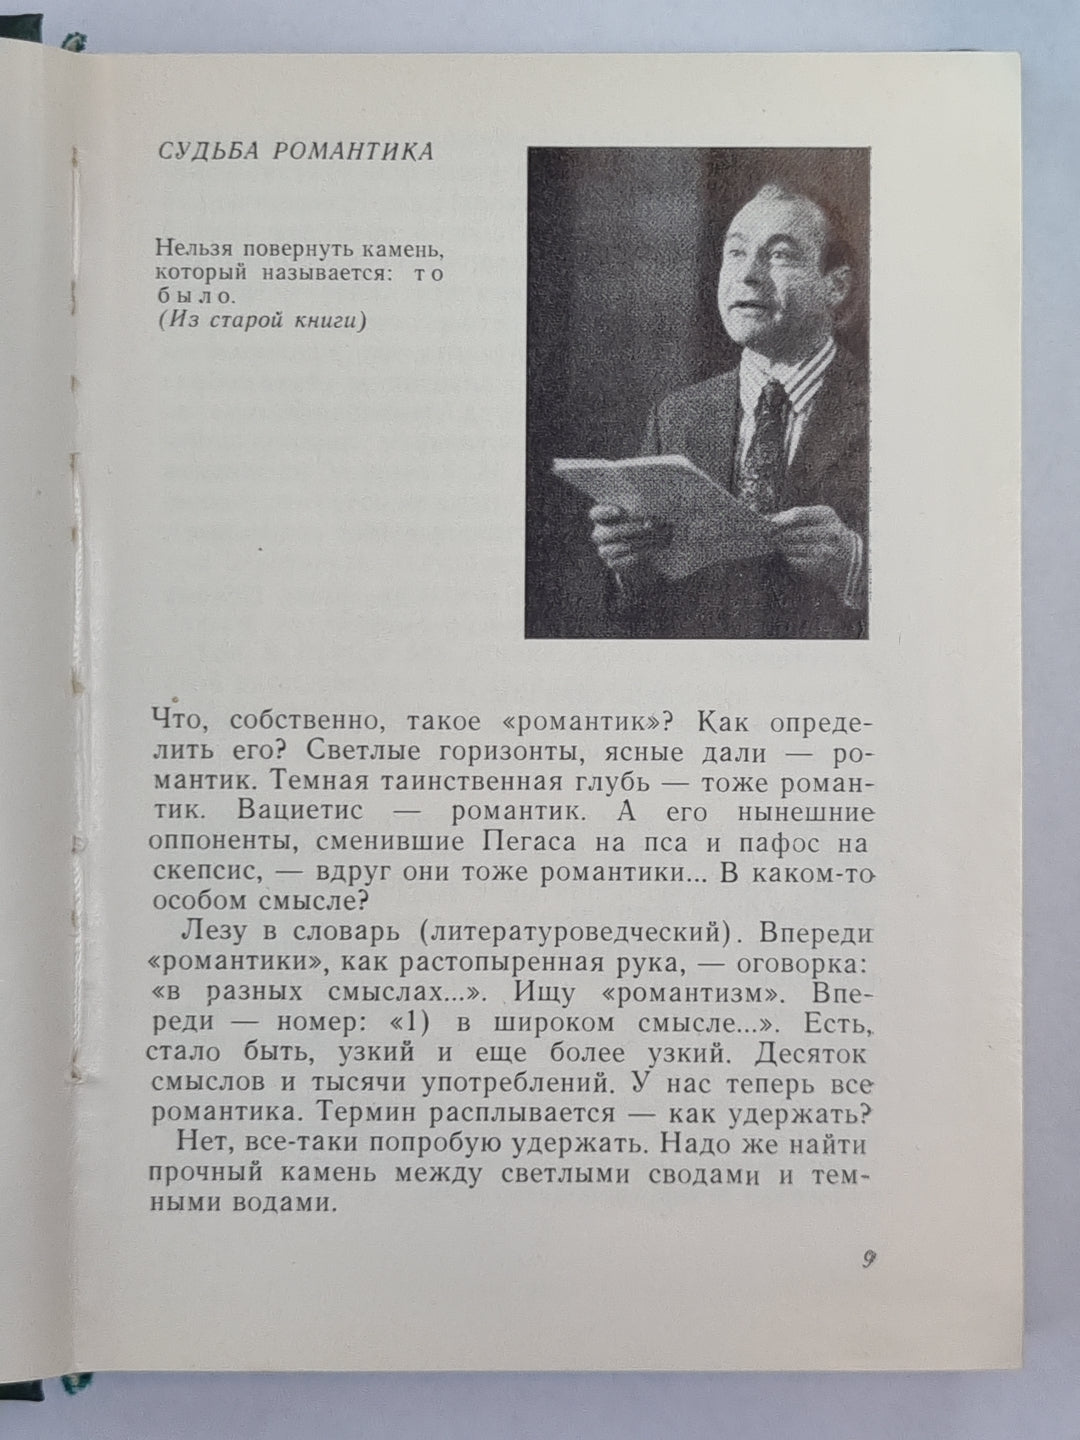 СУДЬБА РОМАНТИКА
Нельзя повернуть камень,
который называется: т о
б ы л о.
(Из старой книги)
Что, собственно, такое «романтик»? Как опреде-
лить его? Светлые горизонты, ясные дали — ро-
мантик. Темная таинственная глубь — тоже роман-
тик. Вациетис — романтик. А его нынешние
оппоненты, сменившие Пегаса на пса и пафос на
скепсис, — вдруг они тоже романтики... В каком-то
особом смысле?
Лезу в словарь (литературоведческий). Впереди
«романтики», как растопыренная рука, — оговорка:
«в разных смыслах...». Ищу «романтизм». Впе-
реди — номер: «1) в широком смысле...». Есть,
стало быть, узкий и еще более узкий. Десяток
смыслов и тысячи употреблений. У нас теперь все
романтика. Термин расплывается — как удержать?
Нет, все-таки попробую удержать. Надо же найти
прочный камень между светлыми сводами и тем-
ными водами.
9